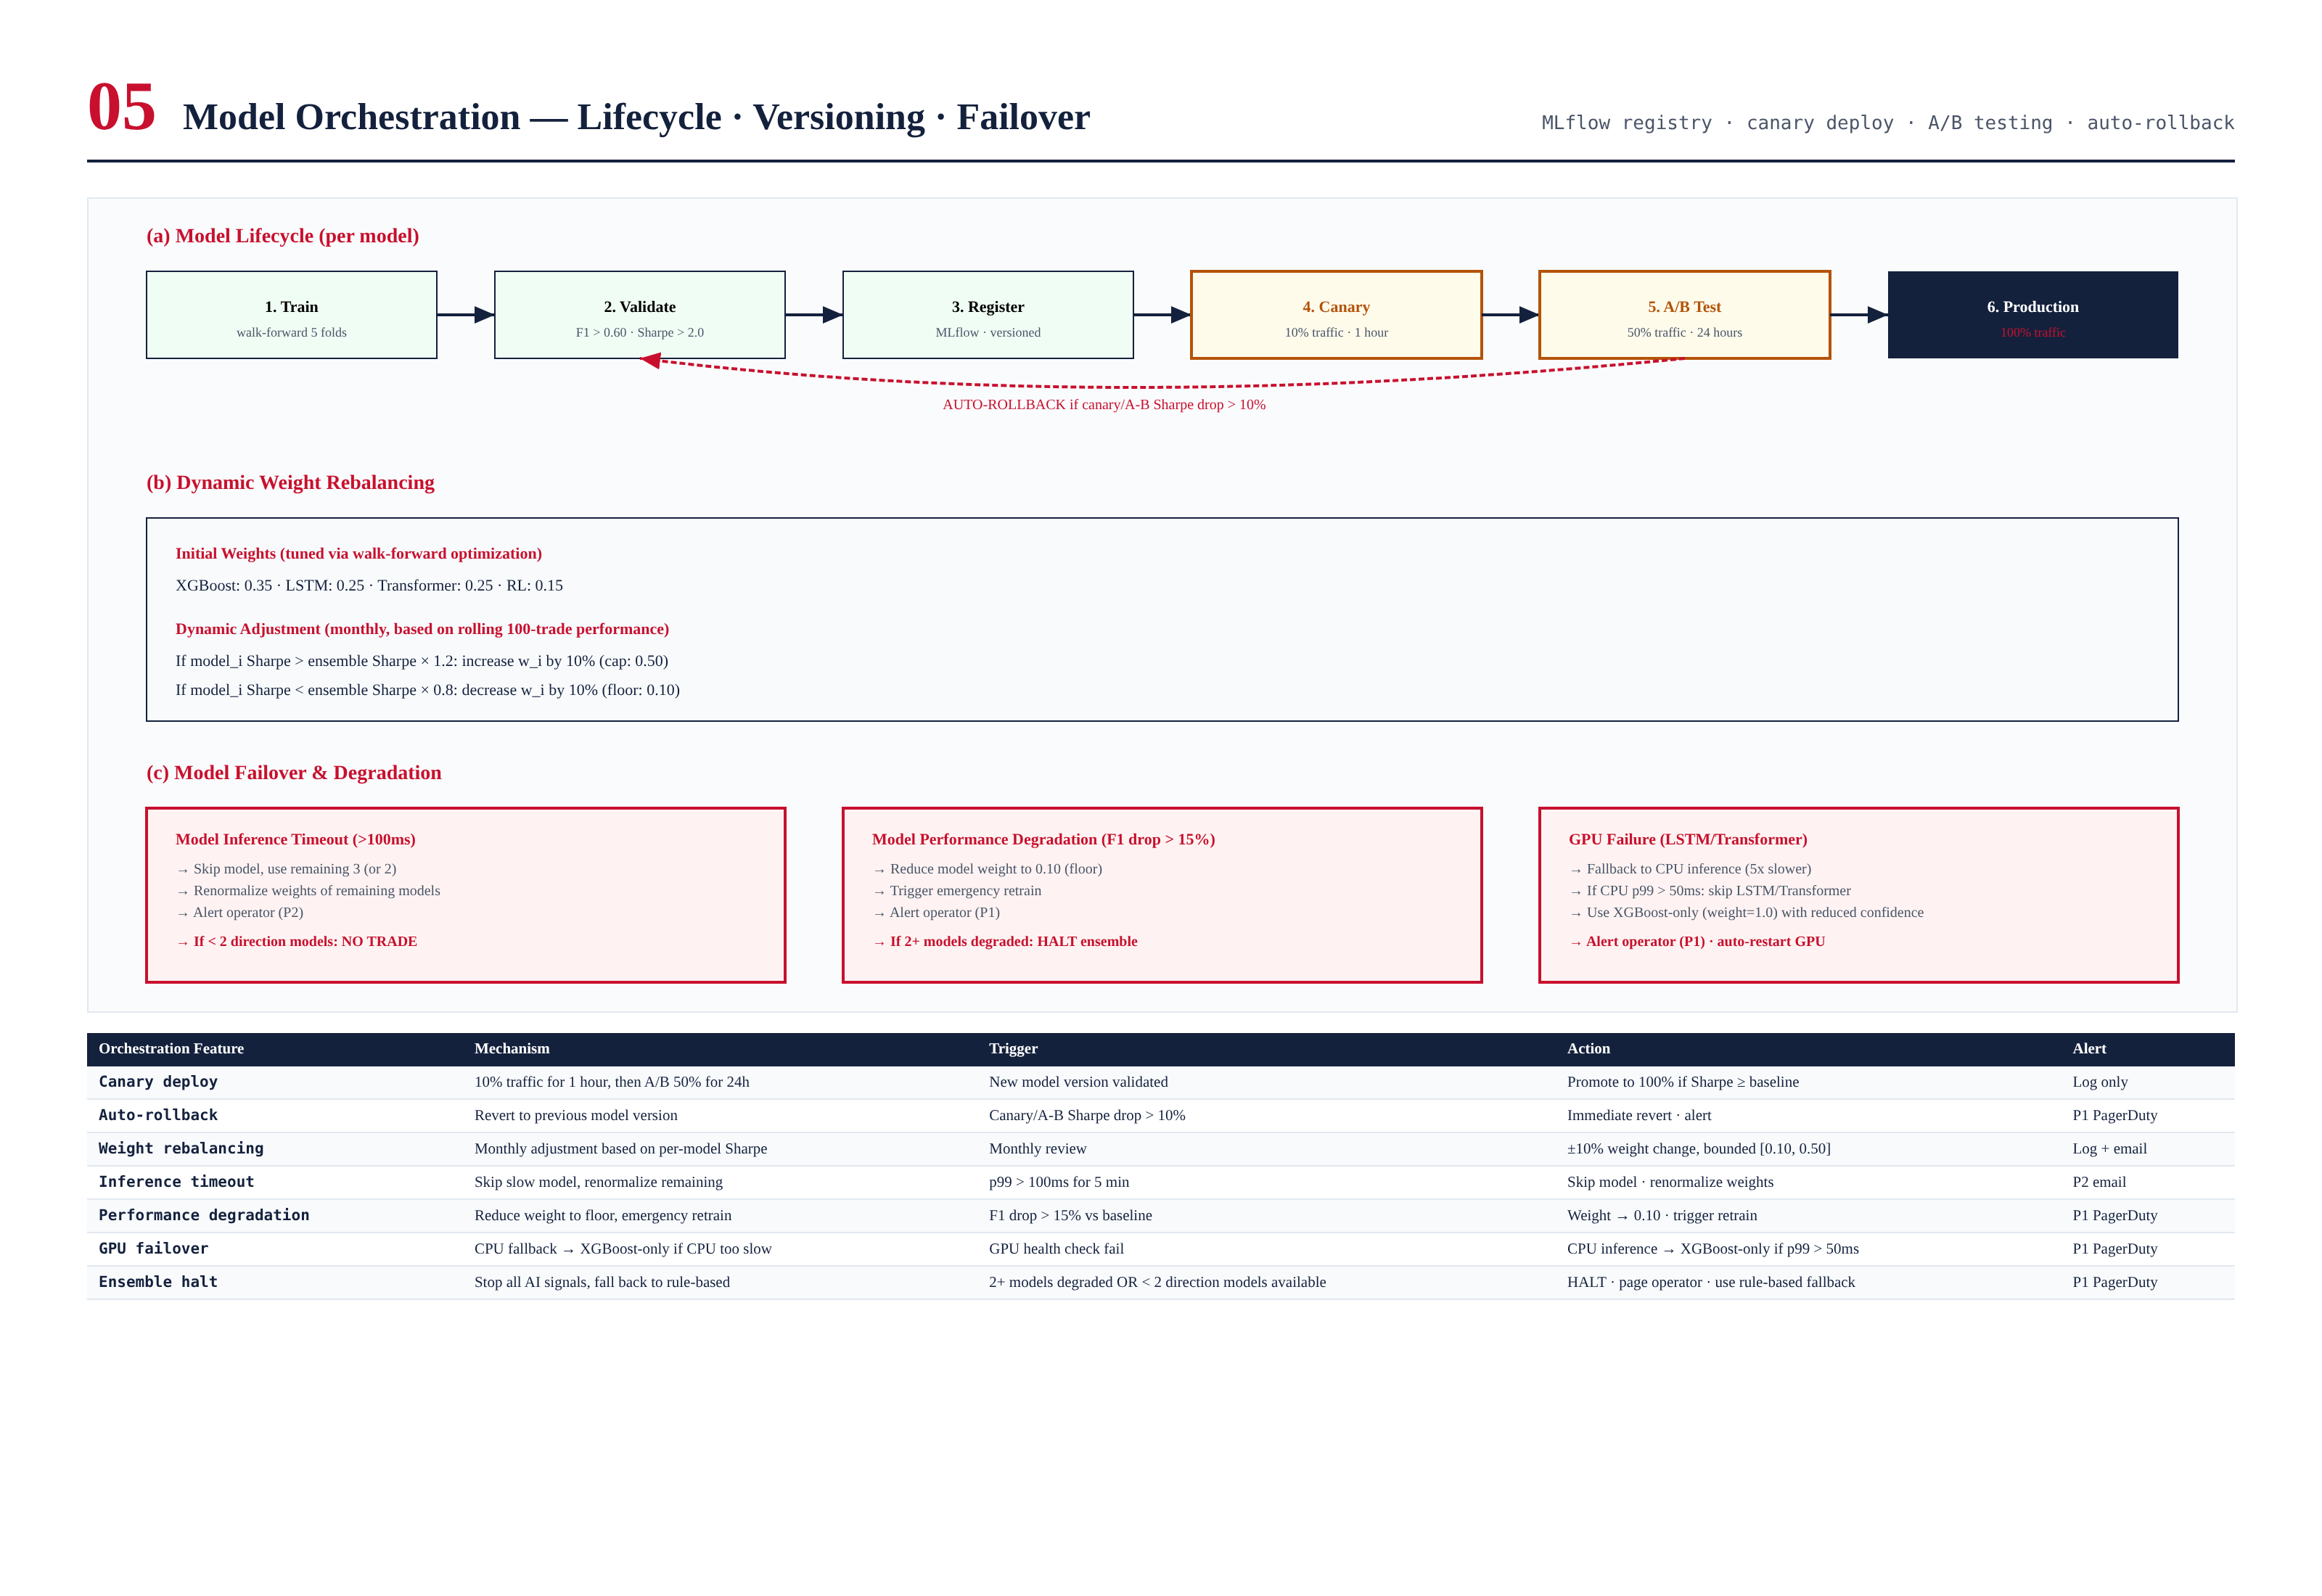 05 Model Orchestration — Lifecycle · Versioning · Failover
MLflow registry · canary deploy · A/B testing · auto-rollback
(a) Model Lifecycle (per model)
1. Train
walk-forward 5 folds
2. Validate
F1 > 0.60 · Sharpe > 2.0
3. Register
MLflow · versioned
4. Canary
10% traffic · 1 hour
5. A/B Test
50% traffic · 24 hours
6. Production
100% traffic
AUTO-ROLLBACK if canary/A-B Sharpe drop > 10%
(b) Dynamic Weight Rebalancing
Initial Weights (tuned via walk-forward optimization)
XGBoost: 0.35 · LSTM: 0.25 · Transformer: 0.25 · RL: 0.15
Dynamic Adjustment (monthly, based on rolling 100-trade performance)
If model_i Sharpe > ensemble Sharpe × 1.2: increase w_i by 10% (cap: 0.50)
If model_i Sharpe < ensemble Sharpe × 0.8: decrease w_i by 10% (floor: 0.10)
(c) Model Failover & Degradation
Model Inference Timeout (>100ms)
→ Skip model, use remaining 3 (or 2)
→ Renormalize weights of remaining models
→ Alert operator (P2)
→ If < 2 direction models: NO TRADE
Model Performance Degradation (F1 drop > 15%)
→ Reduce model weight to 0.10 (floor)
→ Trigger emergency retrain
→ Alert operator (P1)
→ If 2+ models degraded: HALT ensemble
GPU Failure (LSTM/Transformer)
→ Fallback to CPU inference (5x slower)
→ If CPU p99 > 50ms: skip LSTM/Transformer
→ Use XGBoost-only (weight=1.0) with reduced confidence
→ Alert operator (P1) · auto-restart GPU
Orchestration Feature Mechanism Trigger Action Alert
Canary deploy 10% traffic for 1 hour, then A/B 50% for 24h New model version validated Promote to 100% if Sharpe ≥ baseline Log only
Auto-rollback Revert to previous model version Canary/A-B Sharpe drop > 10% Immediate revert · alert P1 PagerDuty
Weight rebalancing Monthly adjustment based on per-model Sharpe Monthly review ±10% weight change, bounded [0.10, 0.50] Log + email
Inference timeout Skip slow model, renormalize remaining p99 > 100ms for 5 min Skip model · renormalize weights P2 email
Performance degradation Reduce weight to floor, emergency retrain F1 drop > 15% vs baseline Weight → 0.10 · trigger retrain P1 PagerDuty
GPU failover CPU fallback → XGBoost-only if CPU too slow GPU health check fail CPU inference → XGBoost-only if p99 > 50ms P1 PagerDuty
Ensemble halt Stop all AI signals, fall back to rule-based 2+ models degraded OR < 2 direction models available HALT · page operator · use rule-based fallback P1 PagerDuty